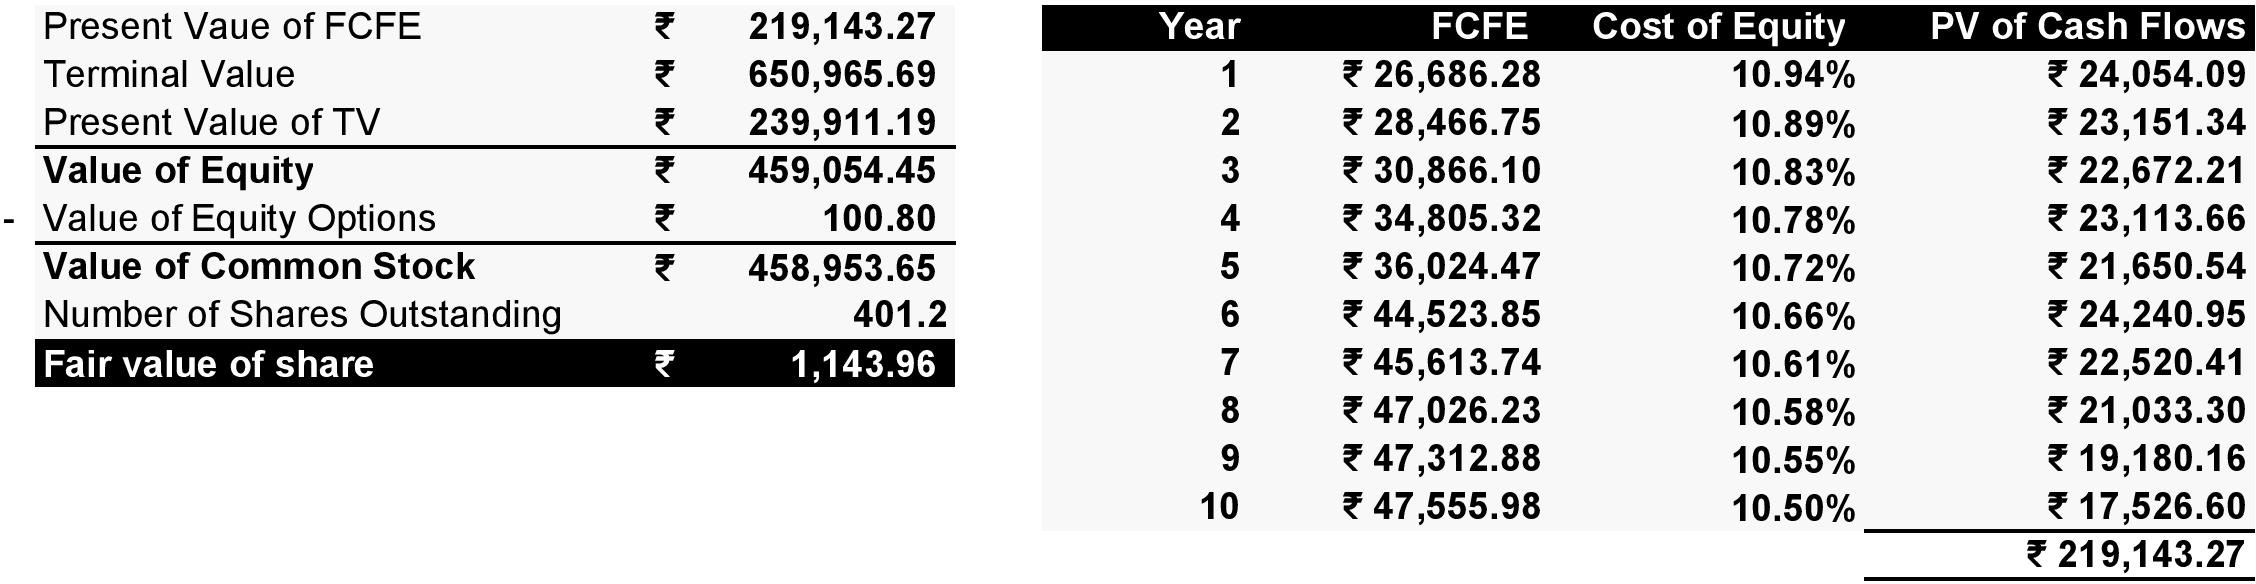 Present Vaue of FCFE ₹ 219,143.27
Terminal Value ₹ 650,965.69
Present Value of TV ₹ 239,911.19
Value of Equity ₹ 459,054.45
- Value of Equity Options ₹ 100.80
Value of Common Stock ₹ 458,953.65
Number of Shares Outstanding 401.2
Fair value of share ₹ 1,143.96
Year FCFE Cost of Equity PV of Cash Flows
1 ₹ 26,686.28 10.94% ₹ 24,054.09
2 ₹ 28,466.75 10.89% ₹ 23,151.34
3 ₹ 30,866.10 10.83% ₹ 22,672.21
4 ₹ 34,805.32 10.78% ₹ 23,113.66
5 ₹ 36,024.47 10.72% ₹ 21,650.54
6 ₹ 44,523.85 10.66% ₹ 24,240.95
7 ₹ 45,613.74 10.61% ₹ 22,520.41
8 ₹ 47,026.23 10.58% ₹ 21,033.30
9 ₹ 47,312.88 10.55% ₹ 19,180.16
10 ₹ 47,555.98 10.50% ₹ 17,526.60
₹ 219,143.27